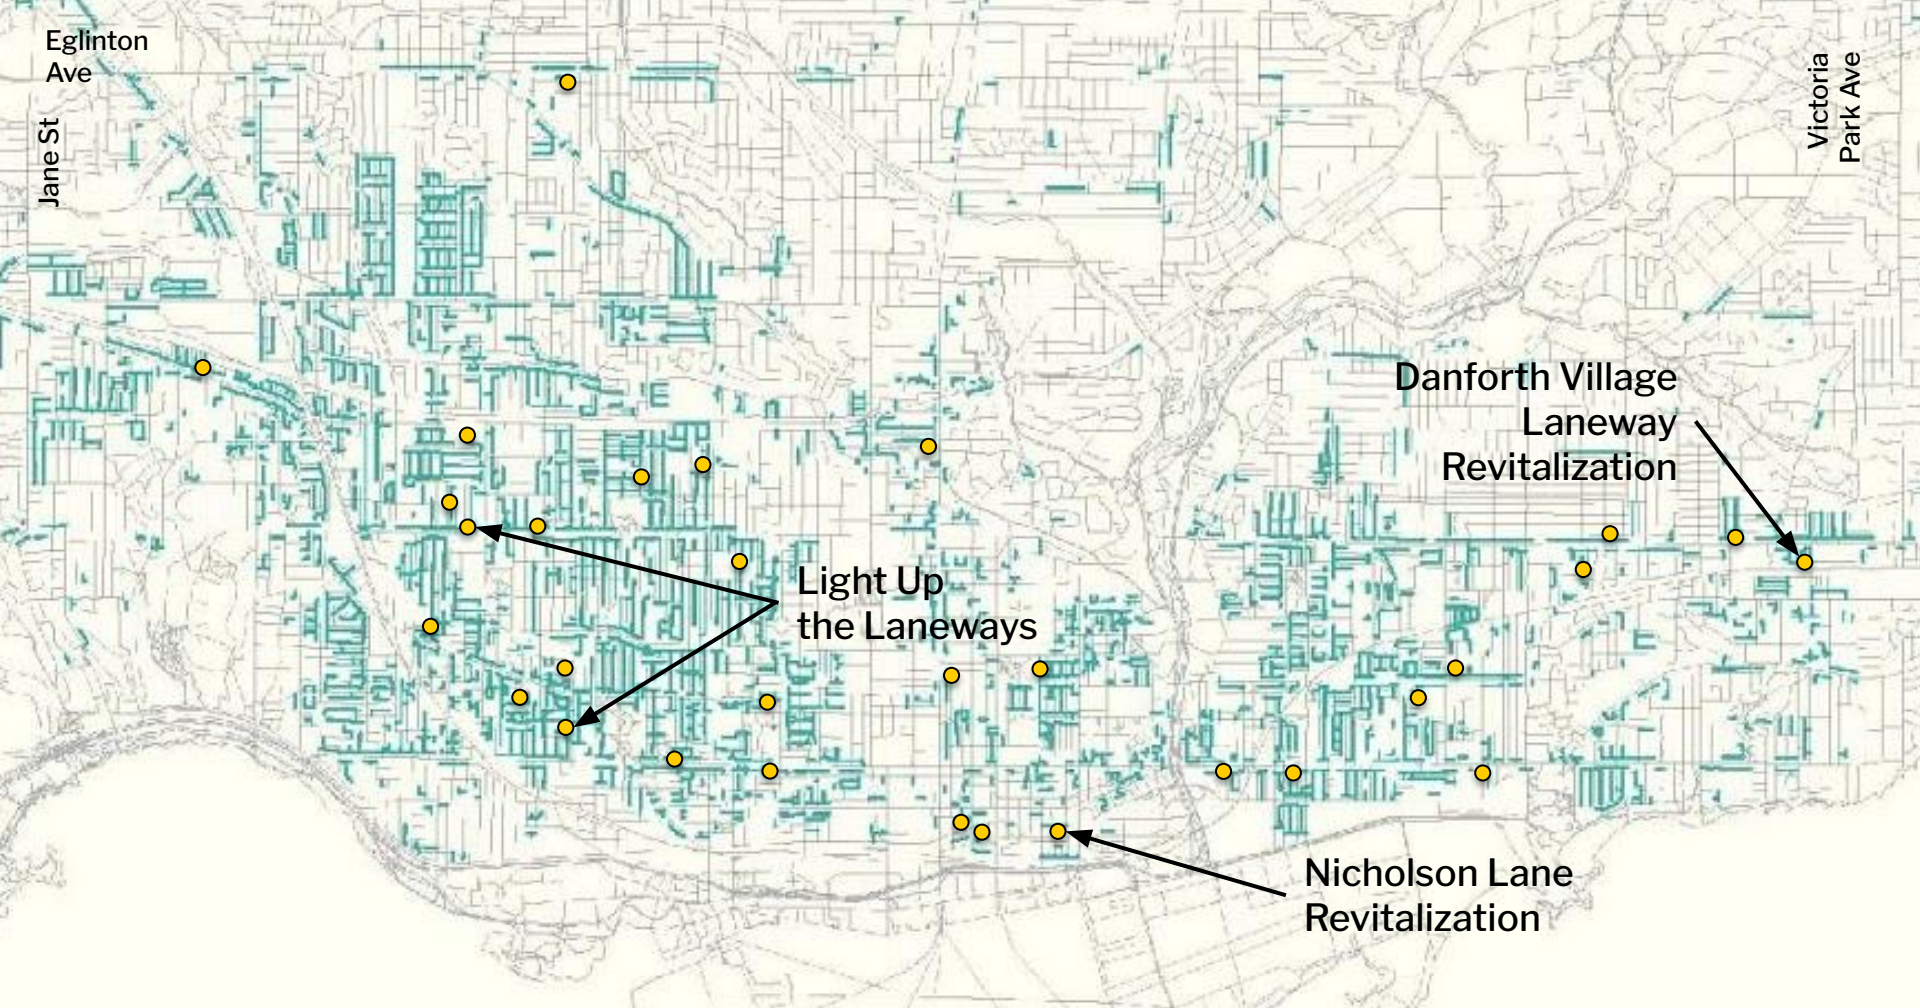 Eglinton
Ave
Jane St
Victoria
Park Ave
Danforth Village
Laneway
Revitalization
Light Up
the Laneways
Nicholson Lane
Revitalization